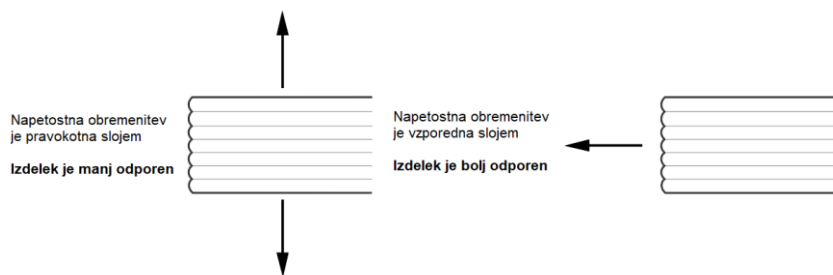 Napetostna obremenitev
je pravokotna slojem
Izdelek je manj odporen
Napetostna obremenitev
je vzporedna slojem
Izdelek je bolj odporen